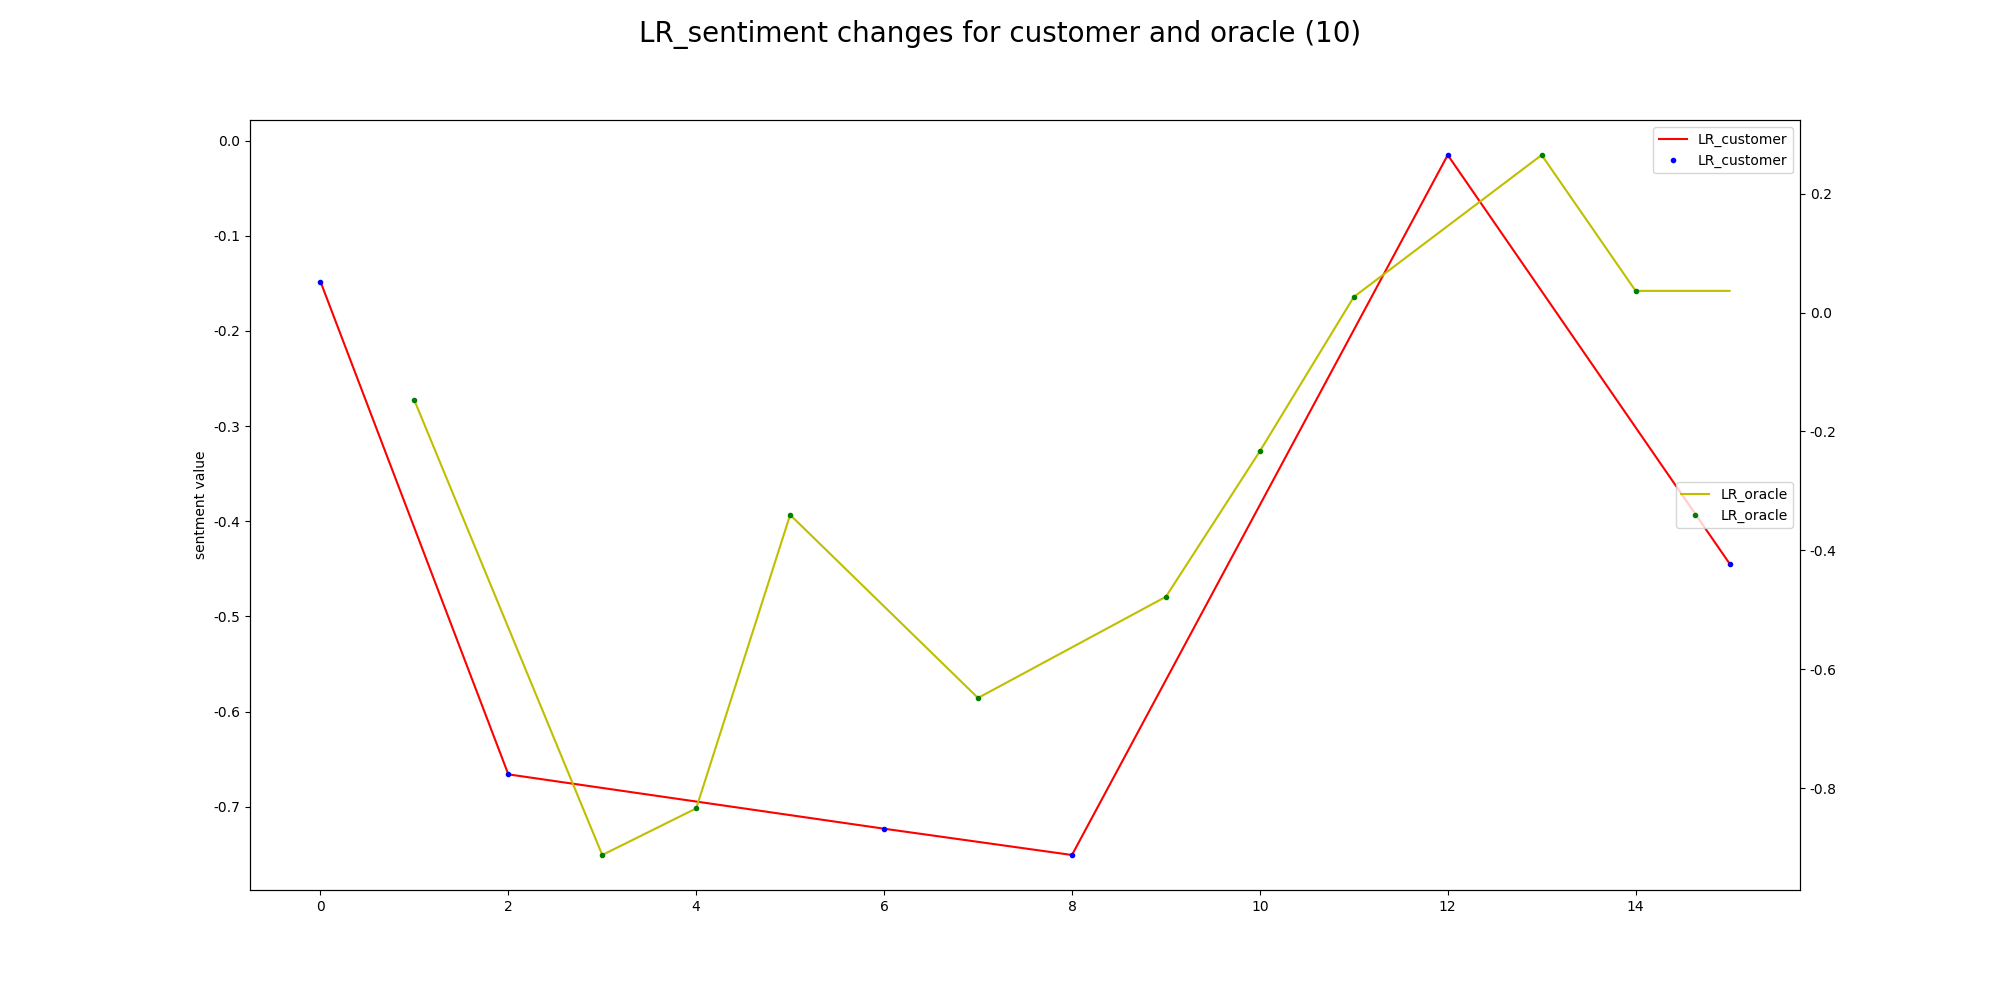 LR_sentiment changes for customer and oracle (10)
0.0
-0.1
-0.2
-0.3
-0.4
-0.5
-0.6
-0.7
sentment value
LR_customer
LR_customer
0.2
0.0
-0.2
-0.4
-0.6
-0.8
LR_oracle
LR_oracle
0 2 4 6 8 10 12 14